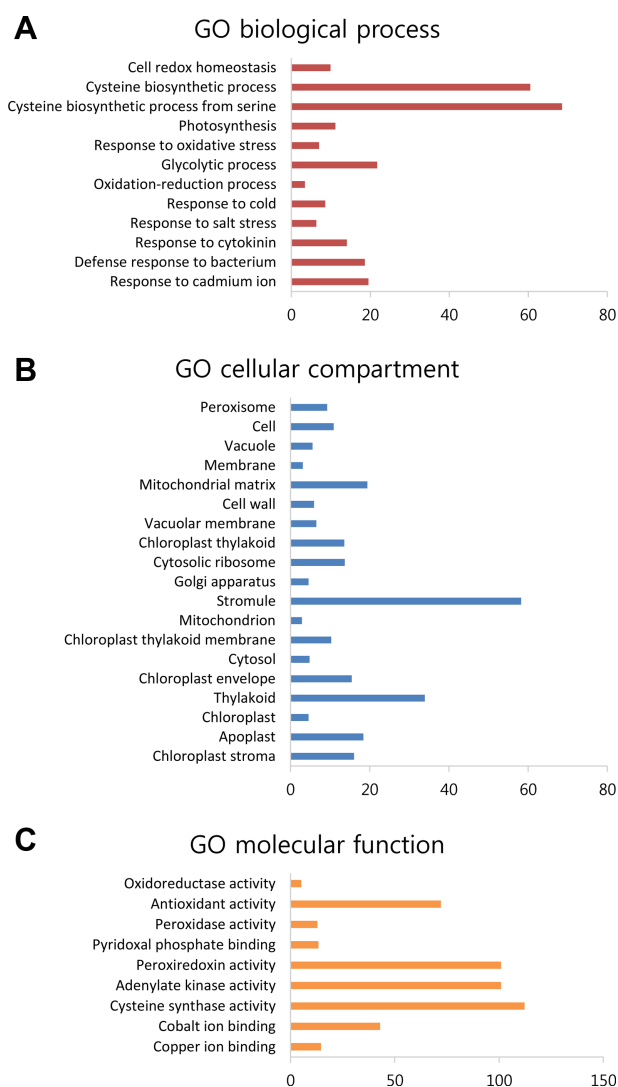 A
GO biological process
Cell redox homeostasis
Cysteine biosynthetic process
Cysteine biosynthetic process from serine
Photosynthesis
Response to oxidative stress
Glycolytic process
Oxidation-reduction process
Response to cold
Response to salt stress
Response to cytokinin
Defense response to bacterium
Response to cadmium ion
0 20 40 60 80
B
GO cellular compartment
Peroxisome
Cell
Vacuole
Membrane
Mitochondrial matrix
Cell wall
Vacuolar membrane
Chloroplast thylakoid
Cytosolic ribosome
Golgi apparatus
Stromule
Mitochondrion
Chloroplast thylakoid membrane
Cytosol
Chloroplast envelope
Thylakoid
Chloroplast
Apoplast
Chloroplast stroma
0 20 40 60 80
C
GO molecular function
Oxidoreductase activity
Antioxidant activity
Peroxidase activity
Pyridoxal phosphate binding
Peroxiredoxin activity
Adenylate kinase activity
Cysteine synthase activity
Cobalt ion binding
Copper ion binding
0 50 100 150